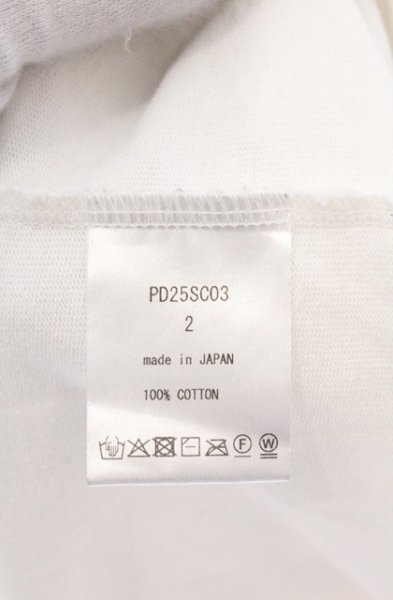 PD25SC03
2
made in JAPAN
100% COTTON
F W